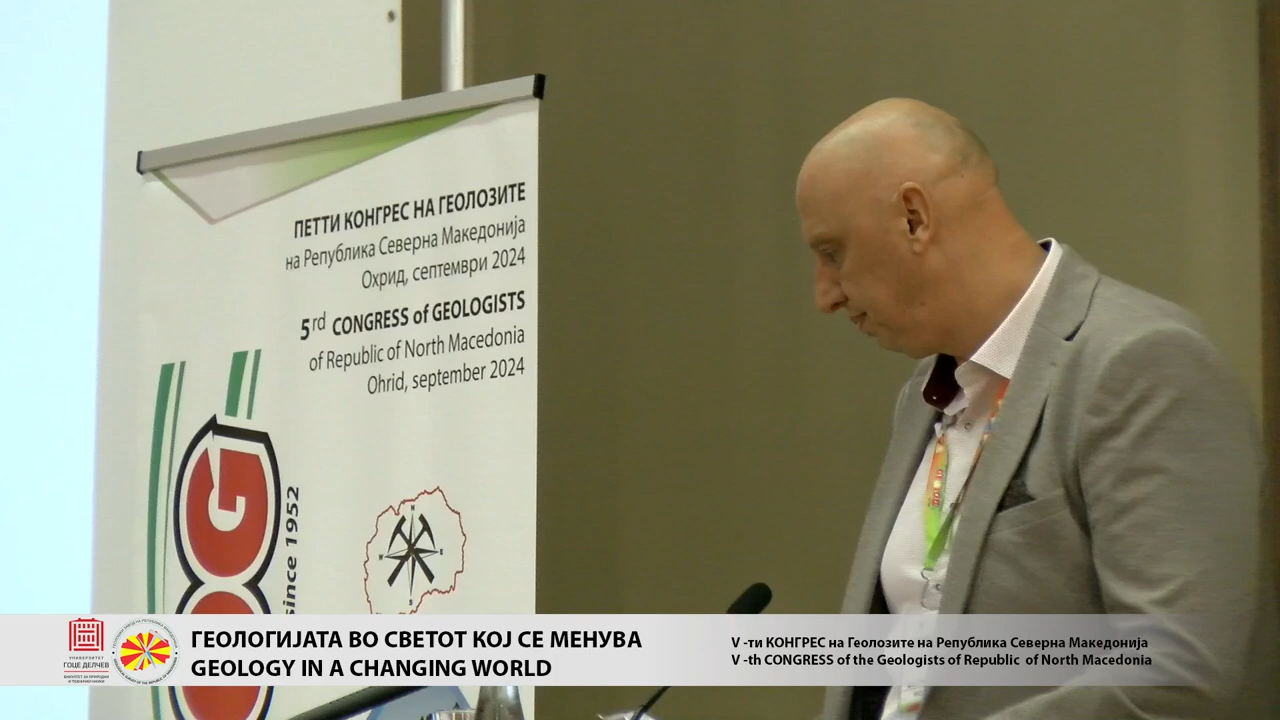 ПЕТТИ КОНГРЕС НА ГЕОЛОЗИТЕ
на Република Северна Македонија
Охрид, септември 2024
5rd CONGRESS of GEOLOGISTS
of Republic of North Macedonia
Ohrid, september 2024
since 1952
УНИВЕРЗИТЕТ
ГОЦЕ ДЕЛЧЕВ
ГЕОЛОГИЈАТА ВО СВЕТОТ КОЈ СЕ МЕНУВА
GEOLOGY IN A CHANGING WORLD
V -ти КОНГРЕС на Геолозите на Република Северна Македонија
V -th CONGRESS of the Geologists of Republic of North Macedonia